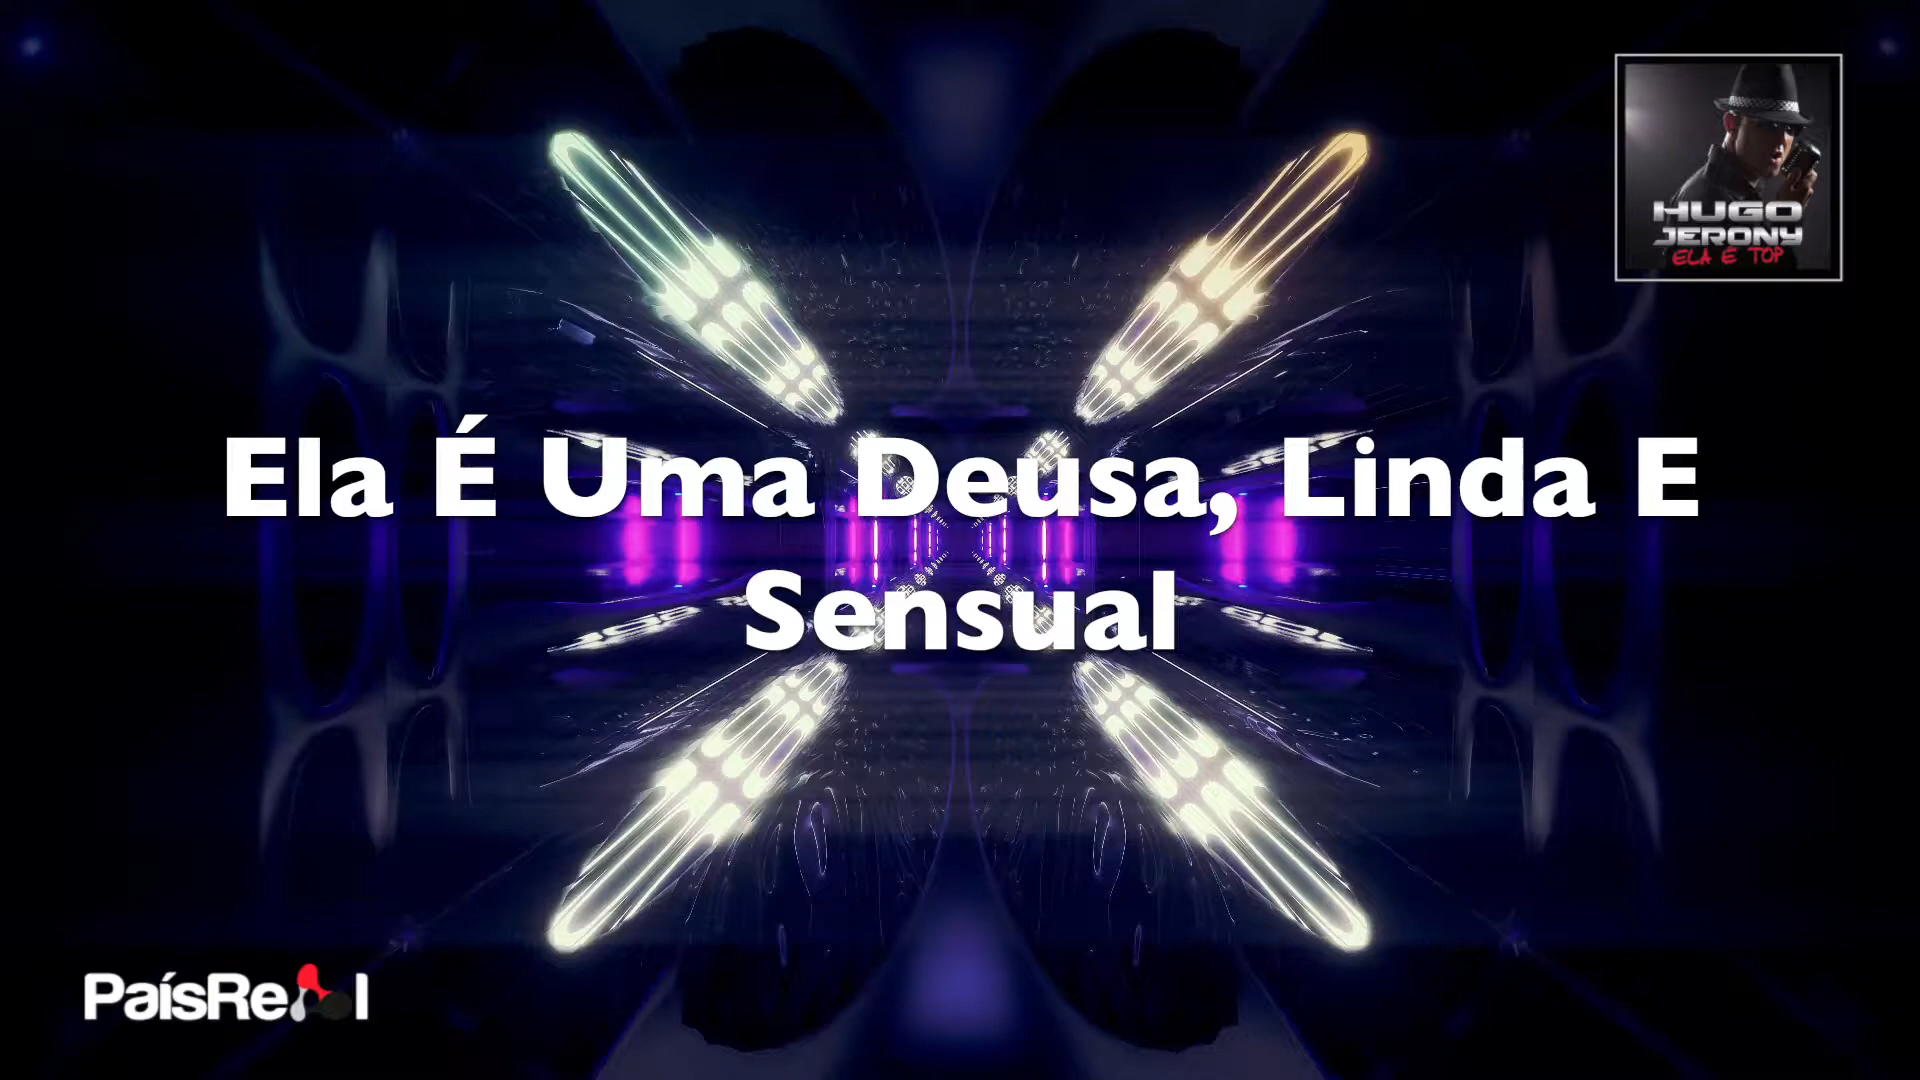 HUGO
JERONY
ELA É TOP
Ela É Uma Deusa, Linda E
Sensual
PaísReal